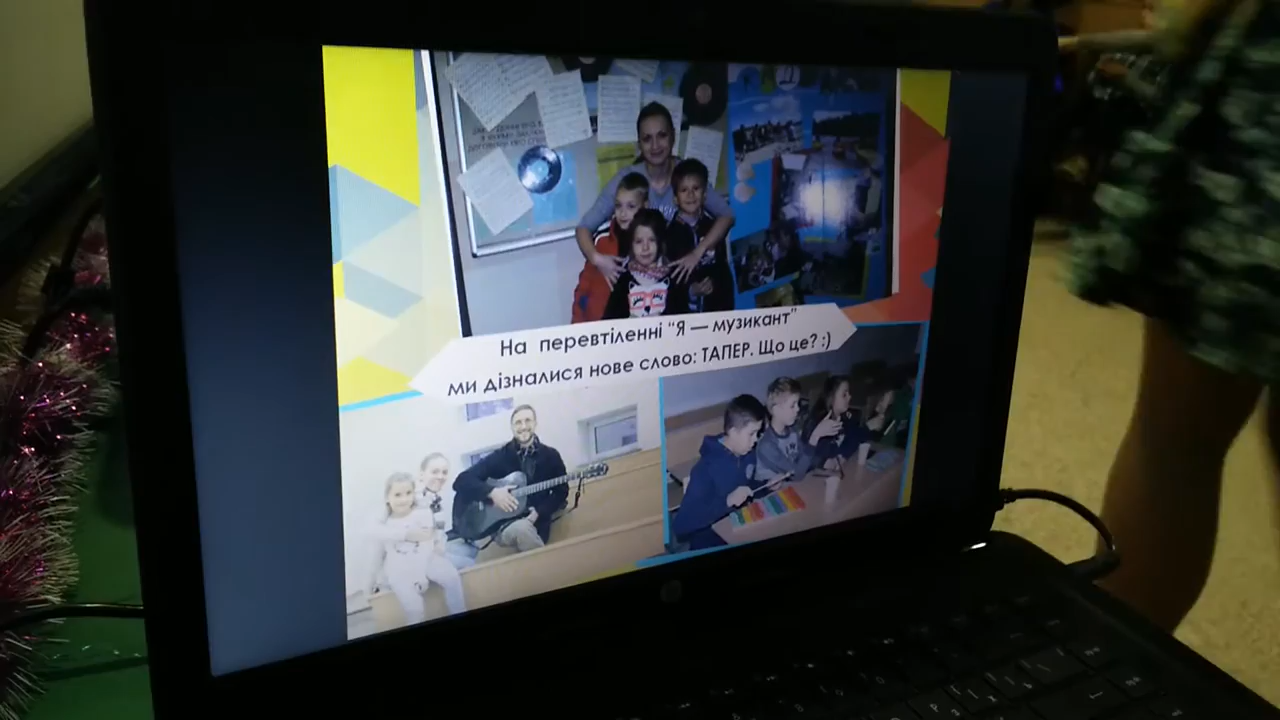 На перевтіленні “Я — музикант”
ми дізналися нове слово: ТАПЕР. Що це? :)